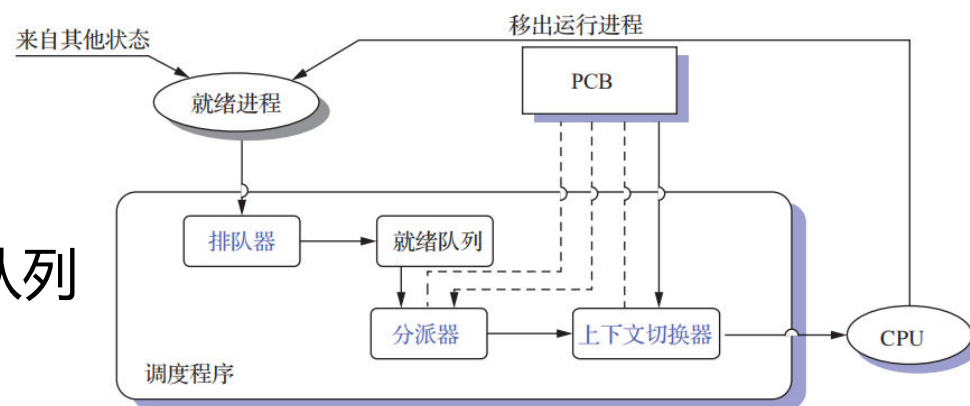 来自其他状态
移出运行进程
就绪进程
PCB
排队器
就绪队列
队列
分派器
上下文切换器
CPU
调度程序